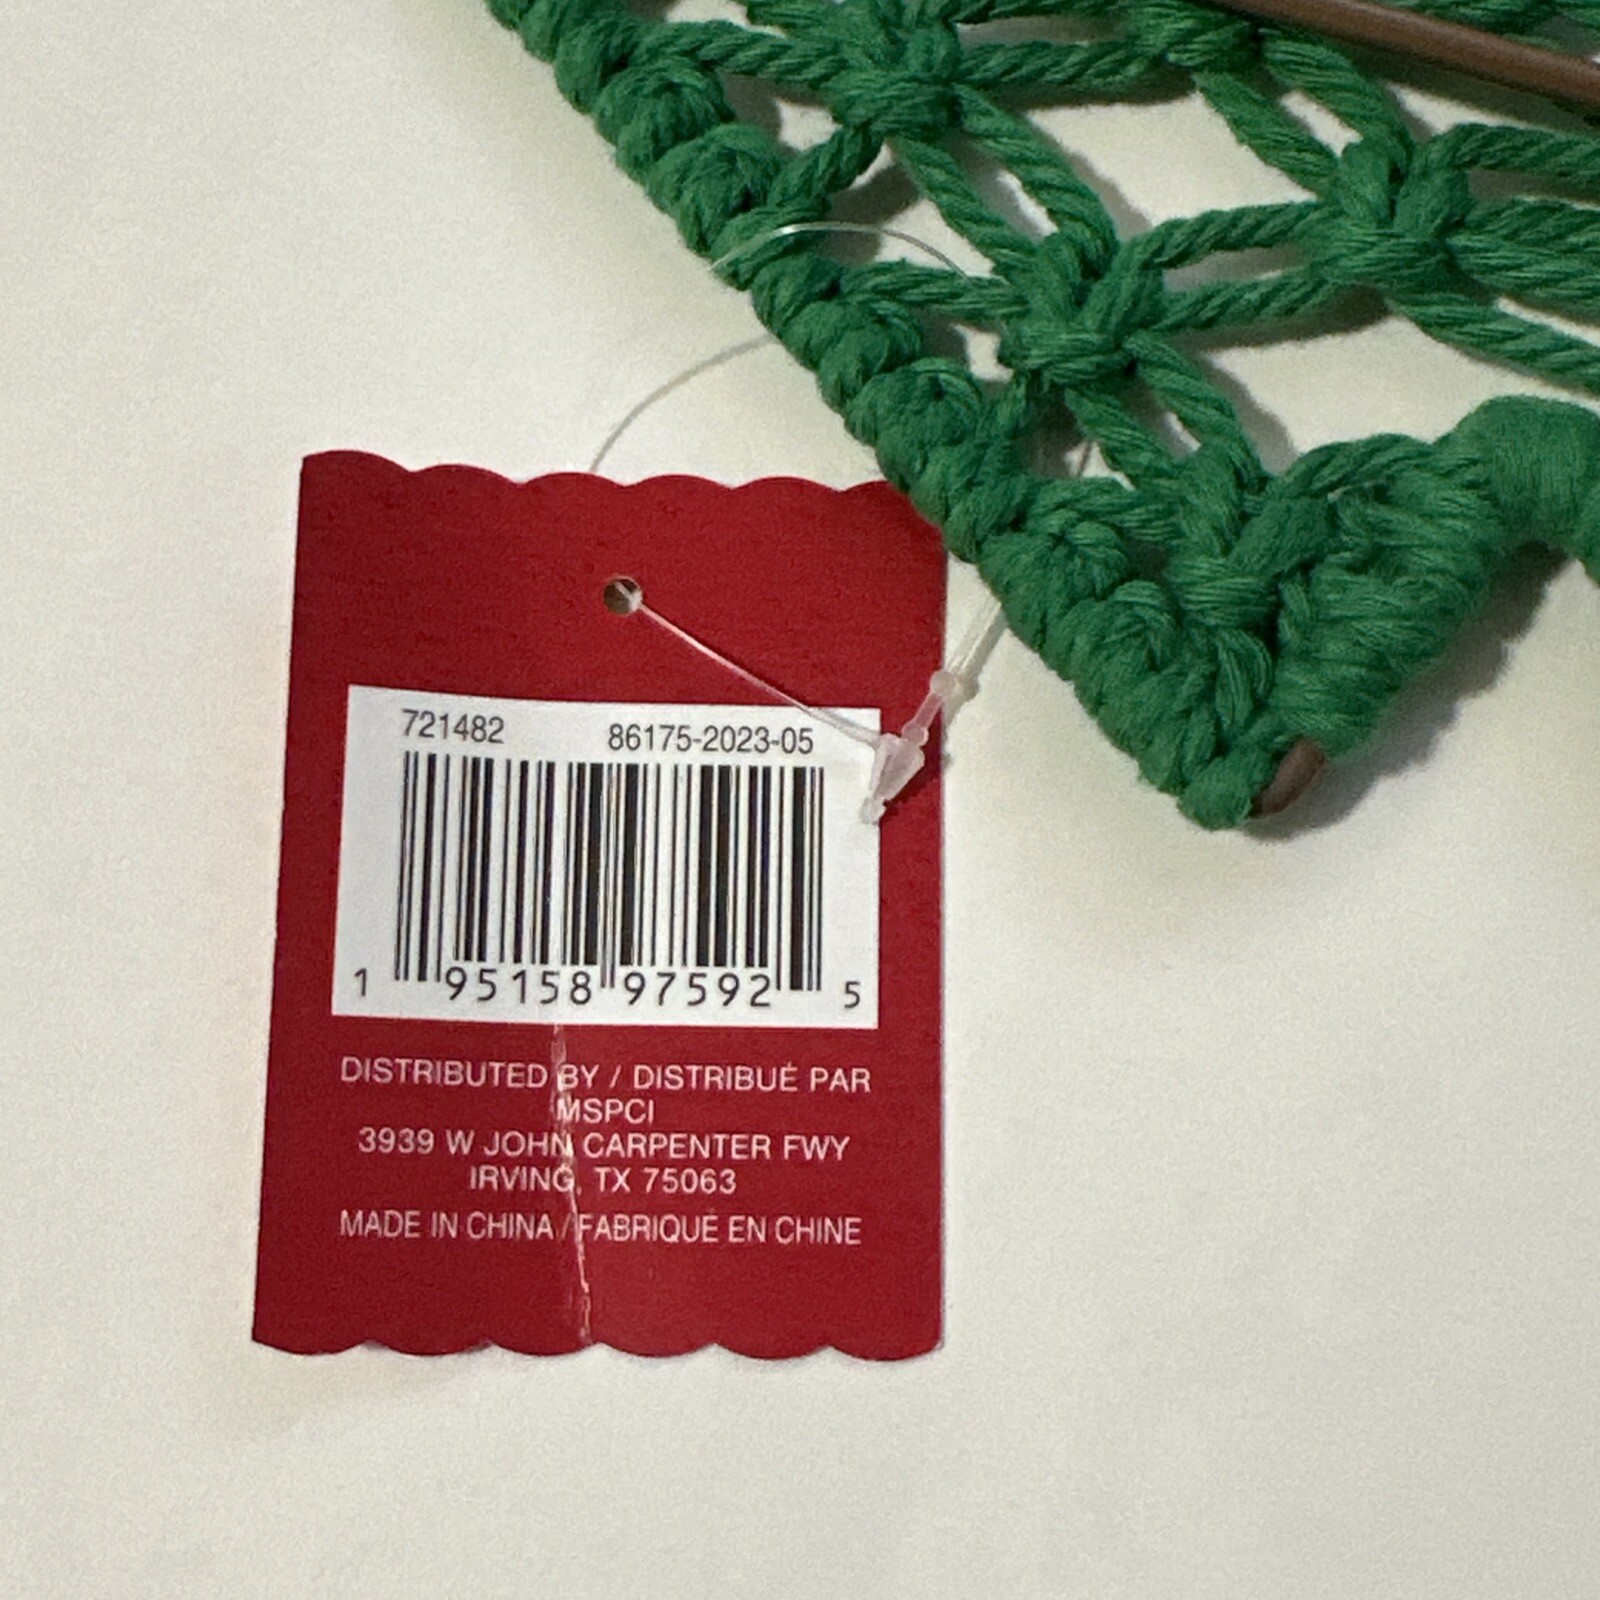 721482 86175-2023-05
1 95158 97592 5
DISTRIBUTED BY / DISTRIBUÉ PAR
MSPCI
3939 W JOHN CARPENTER FWY
IRVING, TX 75063
MADE IN CHINA / FABRIQUÉ EN CHINE